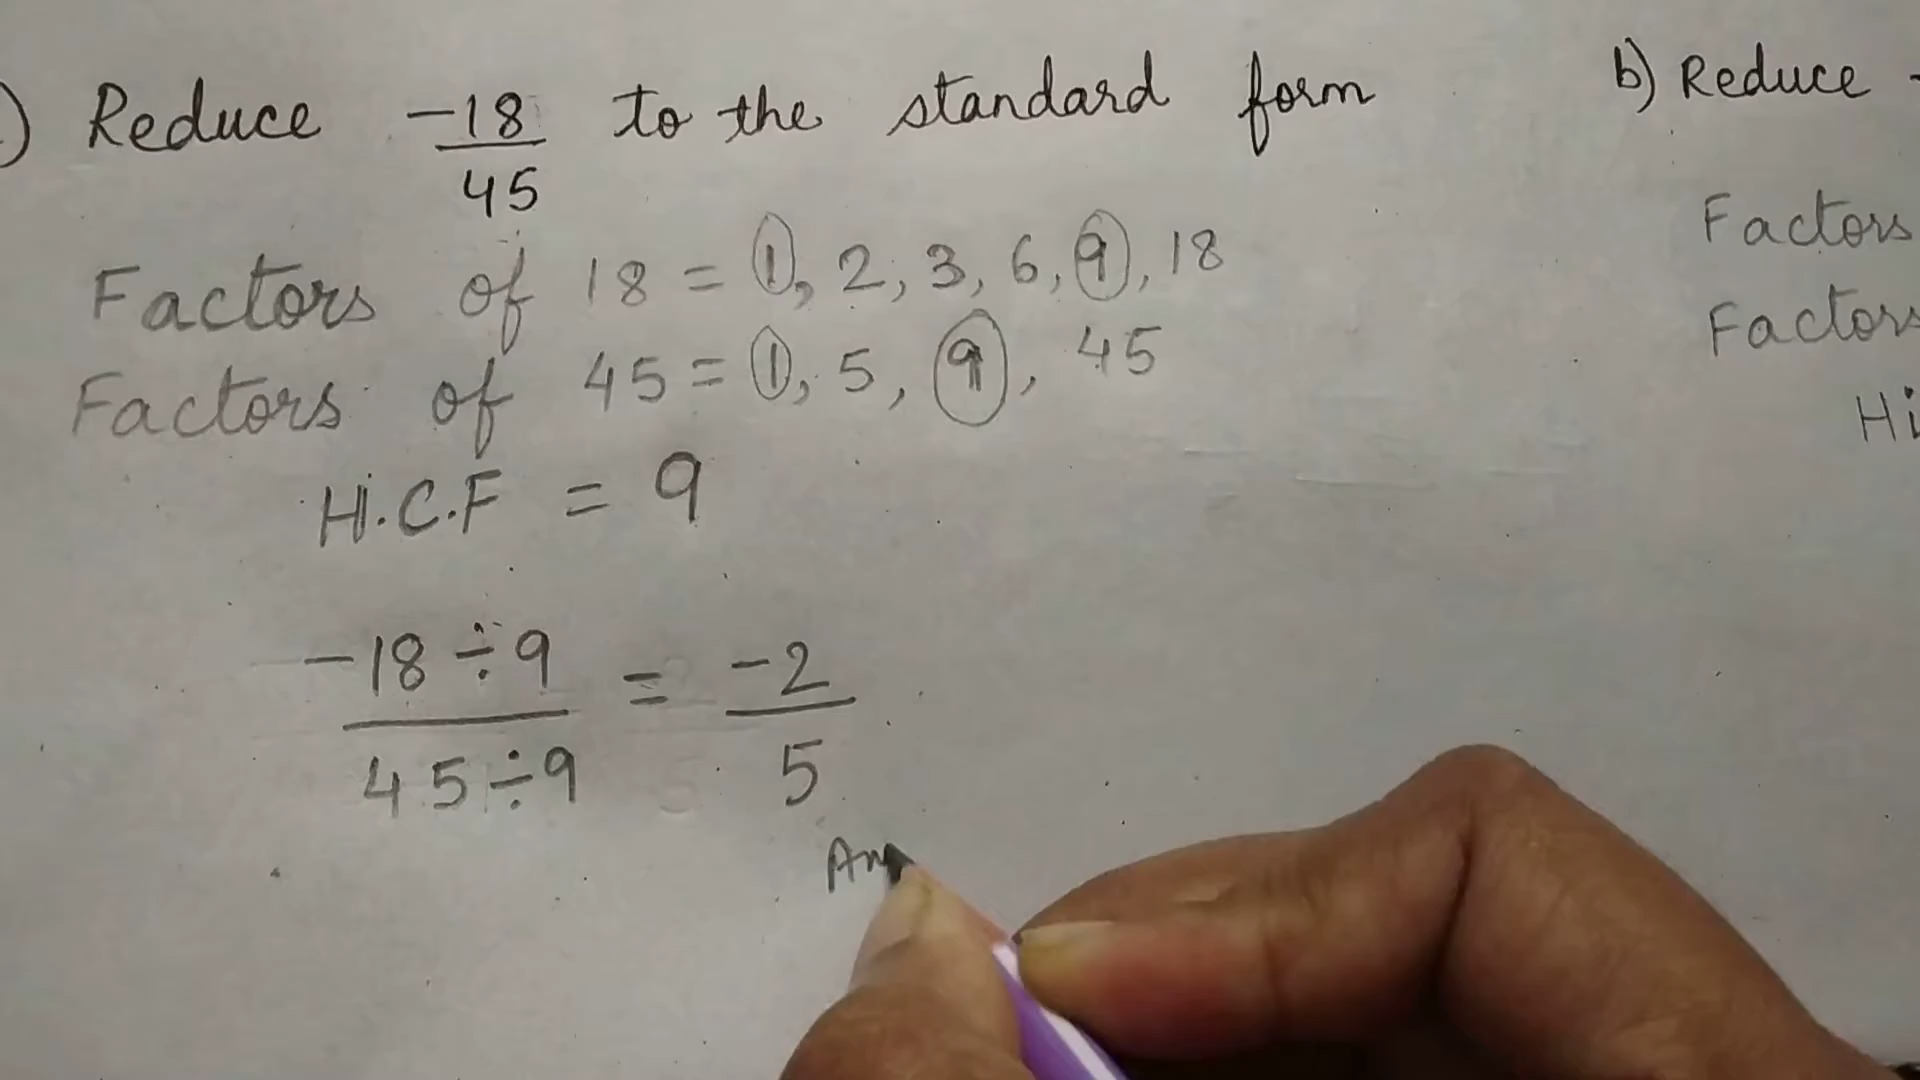 ) Reduce -18/45 to the standard form
Factors of 18 = 1, 2, 3, 6, 9, 18
Factors of 45 = 1, 5, 9, 45
H.C.F = 9
-18÷9 / 45÷9 = -2/5
An
b) Reduce -
Factors
Factors
H